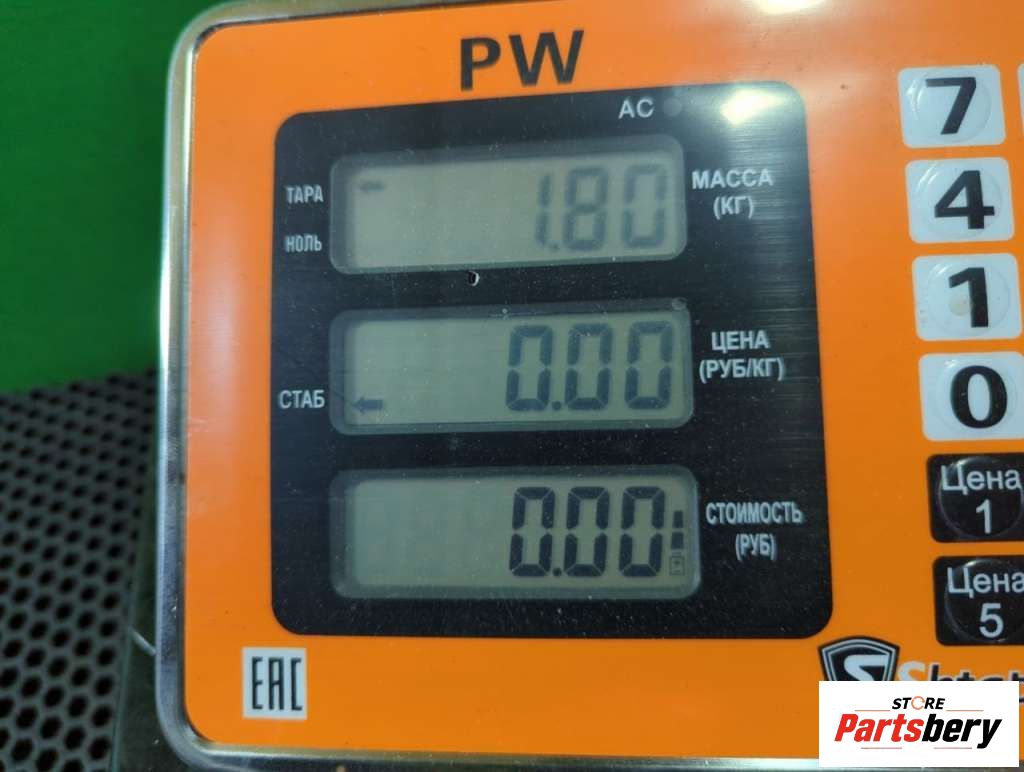 PW
AC
ТАРА
НОЛЬ
1.80
МАССА
(КГ)
СТАБ
0.00
ЦЕНА
(РУБ/КГ)
0.00
СТОИМОСТЬ
(РУБ)
7
4
1
0
Цена
1
Цена
5
EAC
STORE
Partsbery